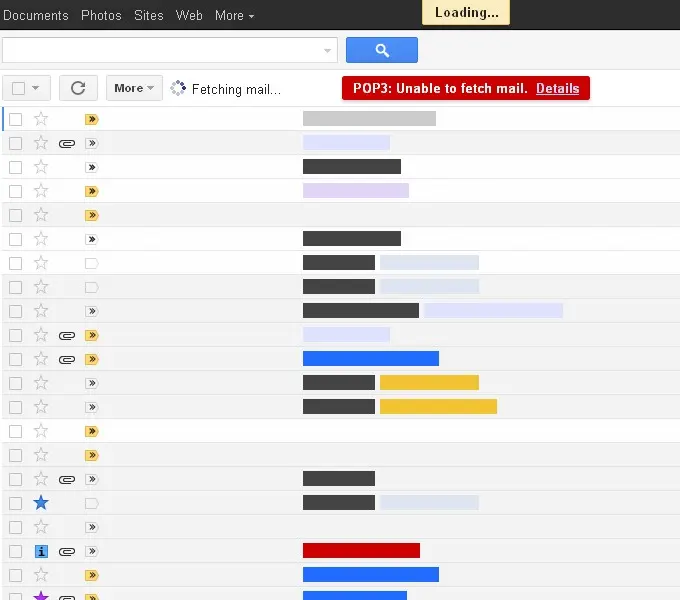 Documents Photos Sites Web More
Loading...
More Fetching mail... POP3: Unable to fetch mail. Details